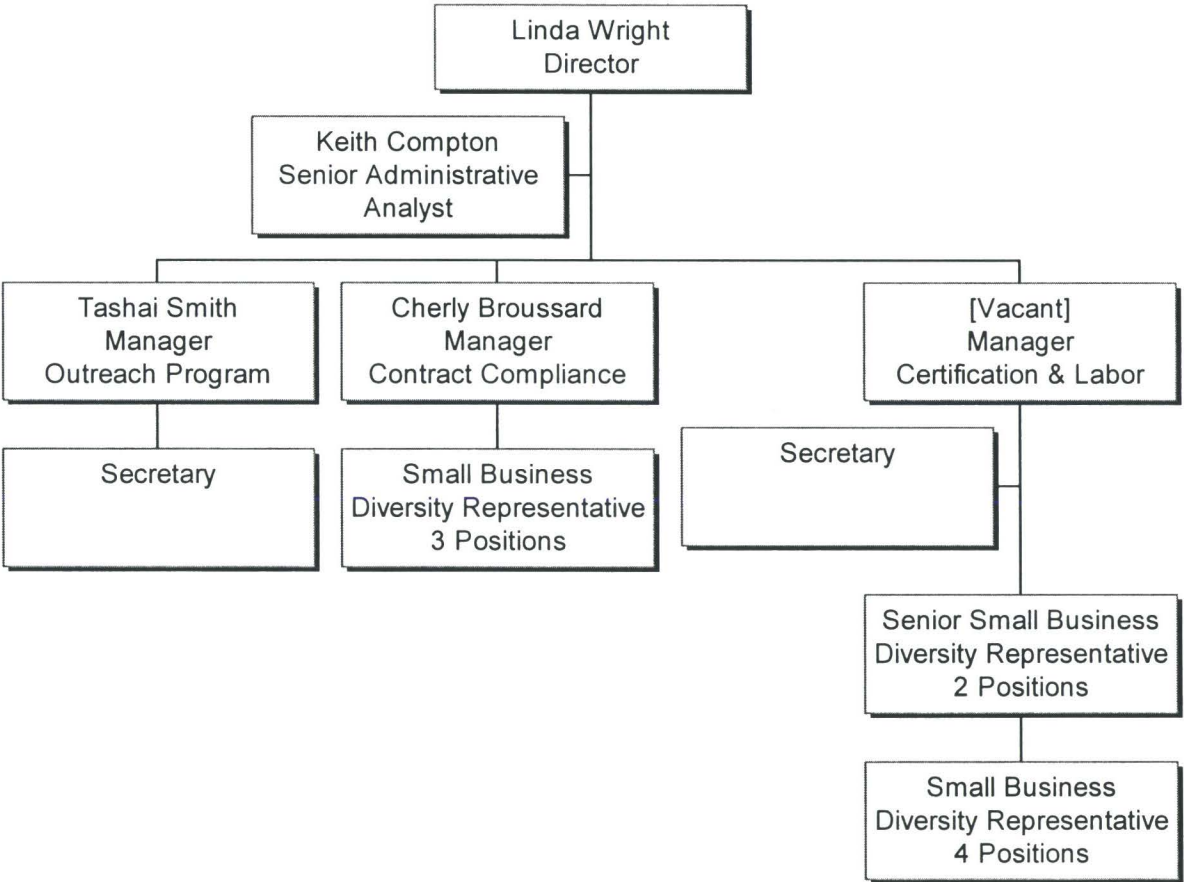 Linda Wright
Director
Keith Compton
Senior Administrative
Analyst
Tashai Smith
Manager
Outreach Program
Cherly Broussard
Manager
Contract Compliance
[Vacant]
Manager
Certification & Labor
Secretary
Small Business
Diversity Representative
3 Positions
Secretary
Senior Small Business
Diversity Representative
2 Positions
Small Business
Diversity Representative
4 Positions